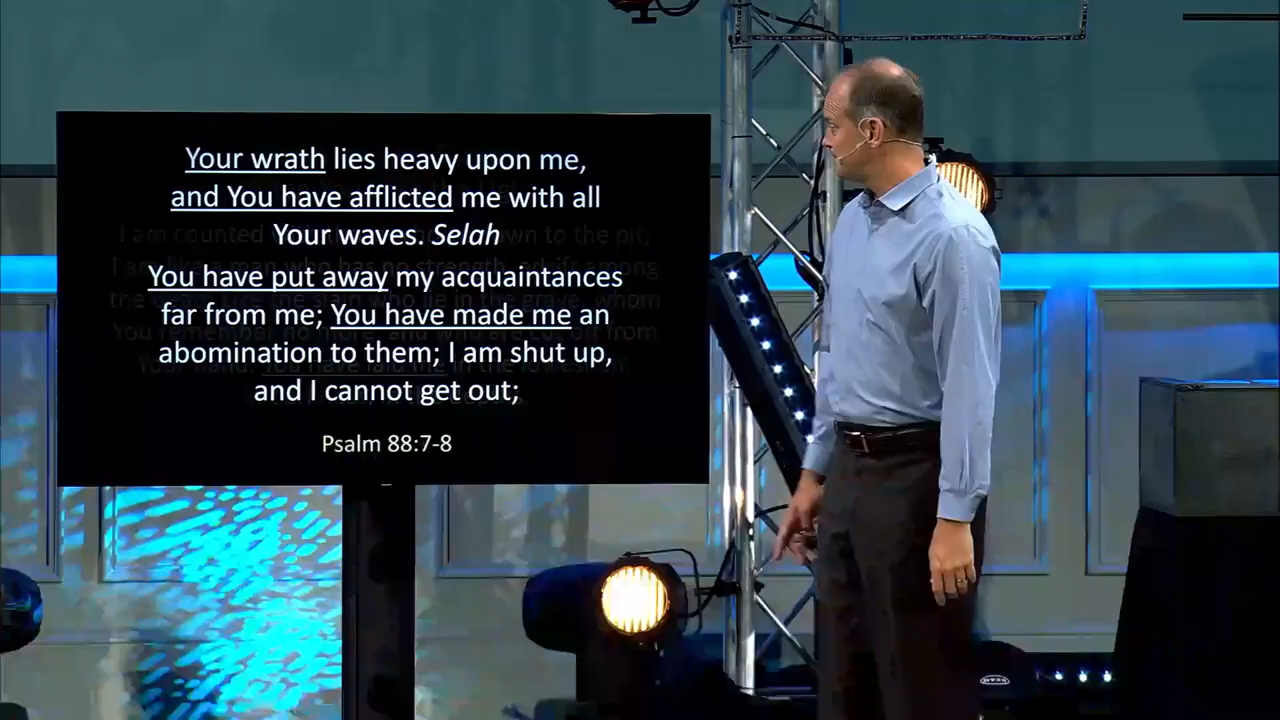 Your wrath lies heavy upon me,
and You have afflicted me with all
Your waves. Selah
You have put away my acquaintances
far from me; You have made me an
abomination to them; I am shut up,
and I cannot get out;
Psalm 88:7-8